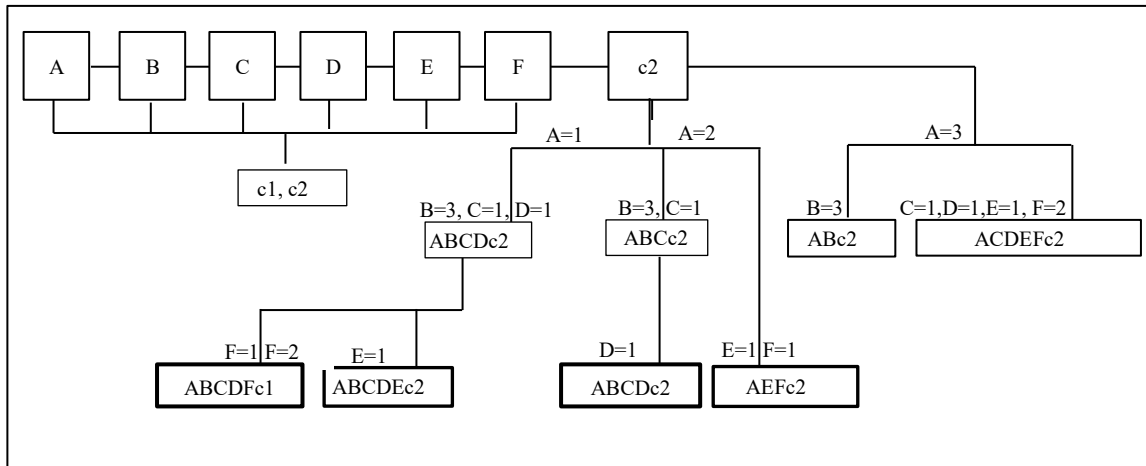 A B C D E F c2
A=1 A=2 A=3
c1, c2
B=3, C=1, D=1 B=3, C=1 B=3 C=1,D=1,E=1, F=2
ABCDc2 ABCc2 ABc2 ACDEFc2
F=1 F=2 E=1 D=1 E=1 F=1
ABCDFc1 ABCDEc2 ABCDc2 AEFc2